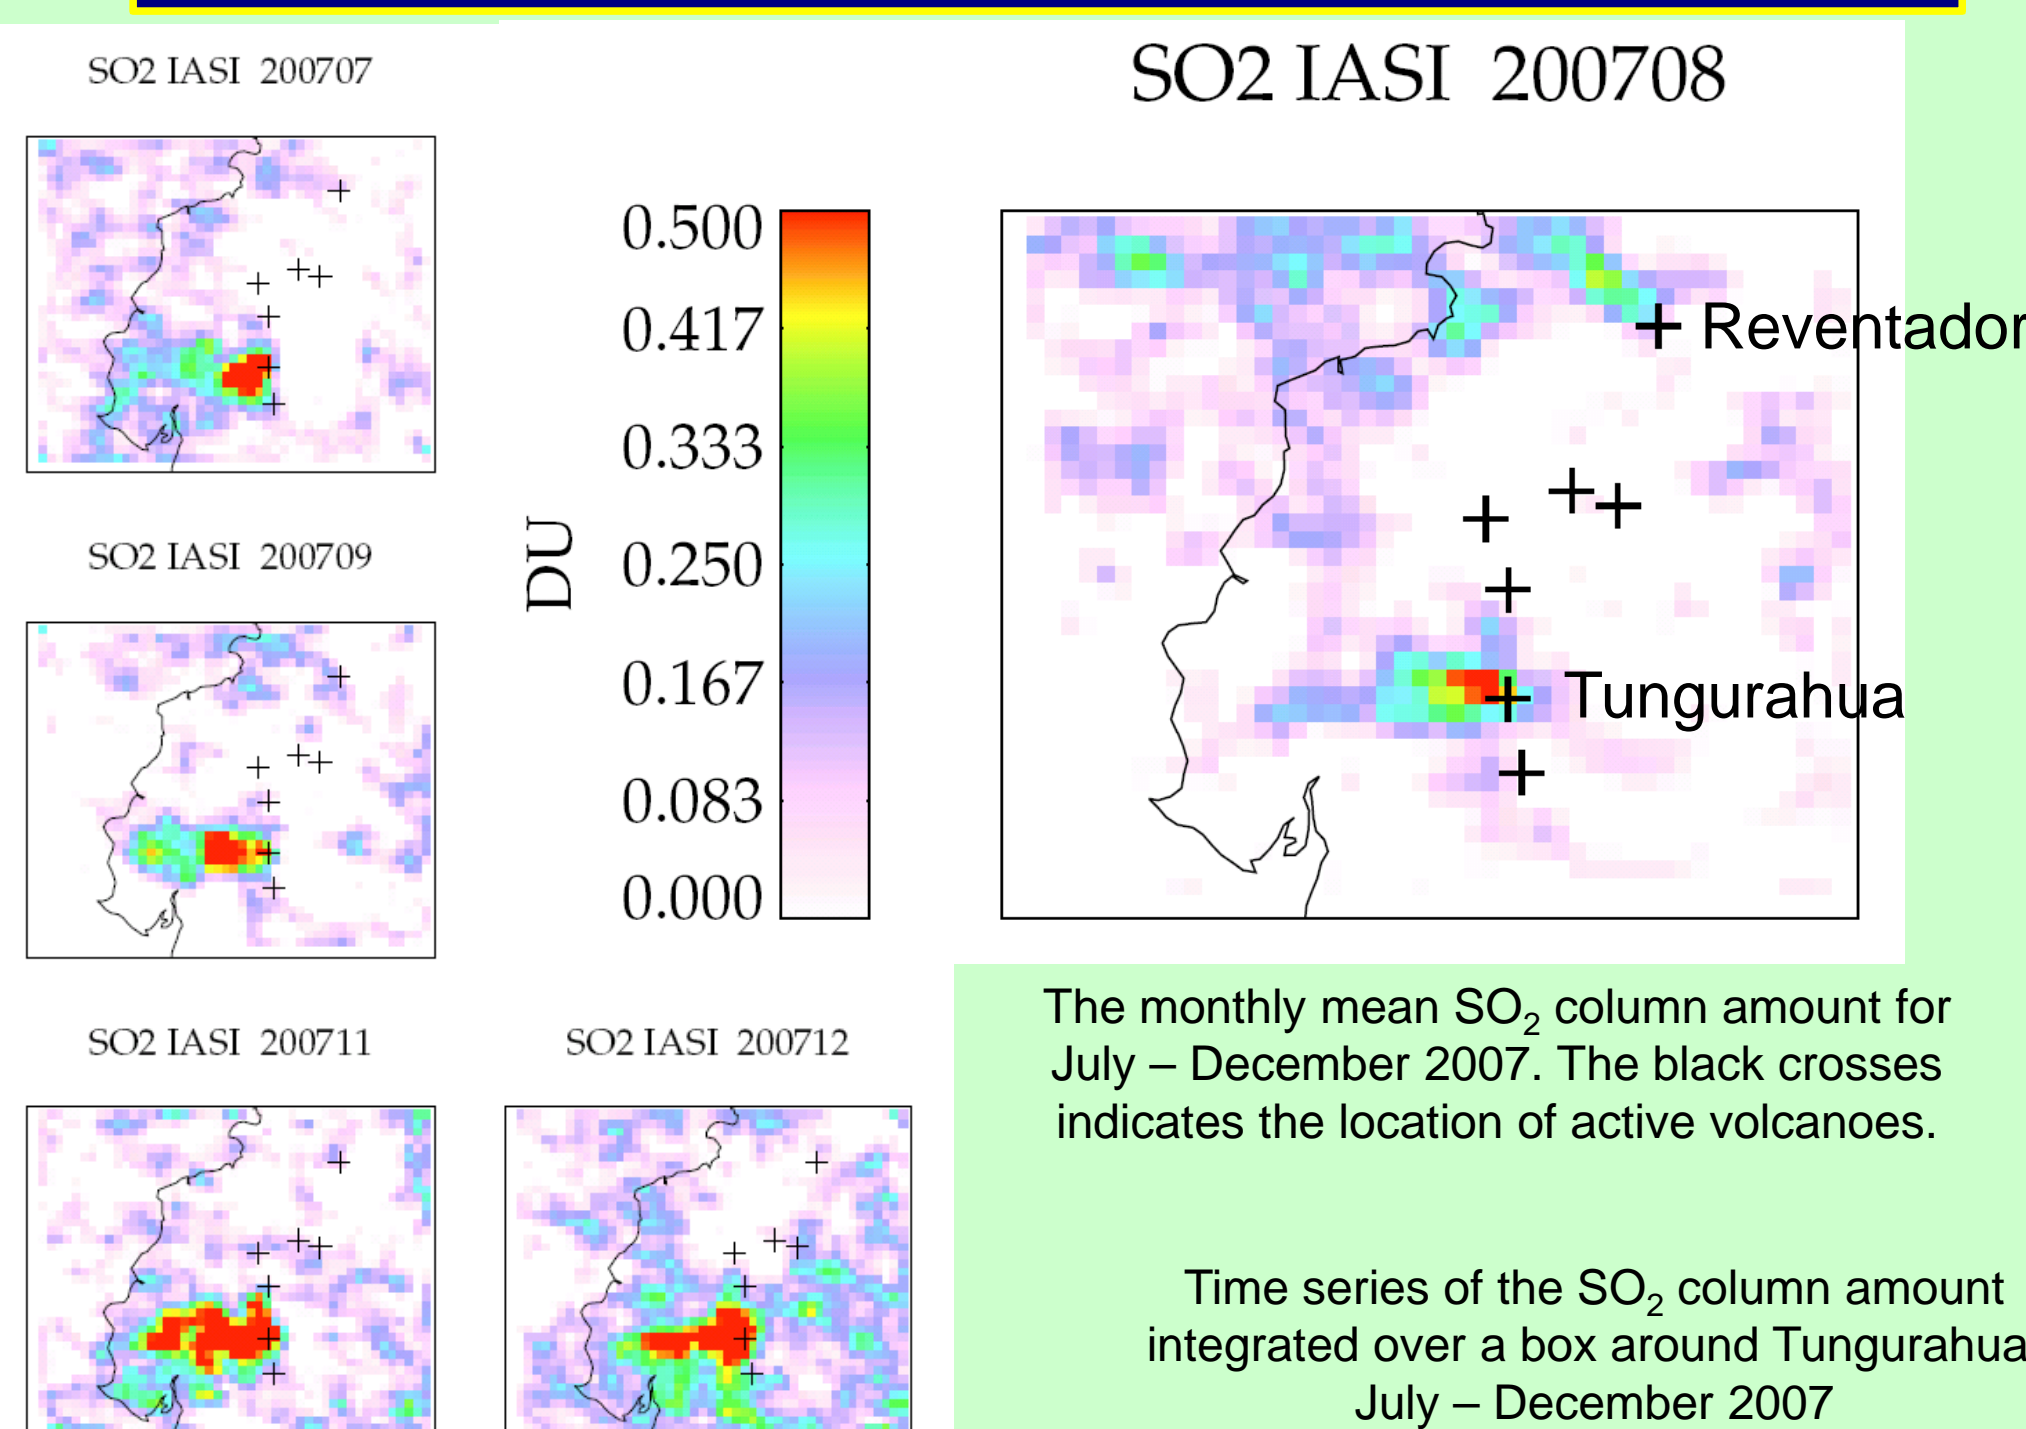 SO2 IASI 200707
SO2 IASI 200708
0.500
0.417
0.333
0.250
0.167
0.083
0.000
DU
Reventador
Tungurahua
SO2 IASI 200709
SO2 IASI 200711
SO2 IASI 200712
The monthly mean SO₂ column amount for
July – December 2007. The black crosses
indicates the location of active volcanoes.
Time series of the SO₂ column amount
integrated over a box around Tungurahua
July – December 2007